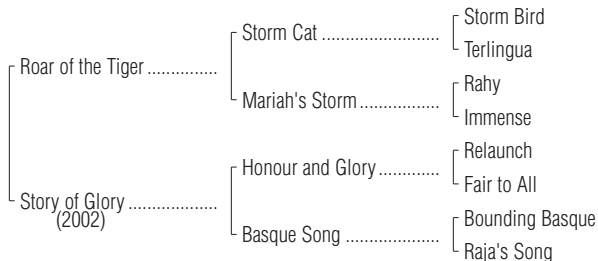 Storm Bird
Storm Cat ........................
Terlingua
Roar of the Tiger ..............
Rahy
Mariah's Storm ................
Immense
Relaunch
Honour and Glory ............
Fair to All
Story of Glory ..................
(2002)
Bounding Basque
Basque Song ...................
Raja's Song